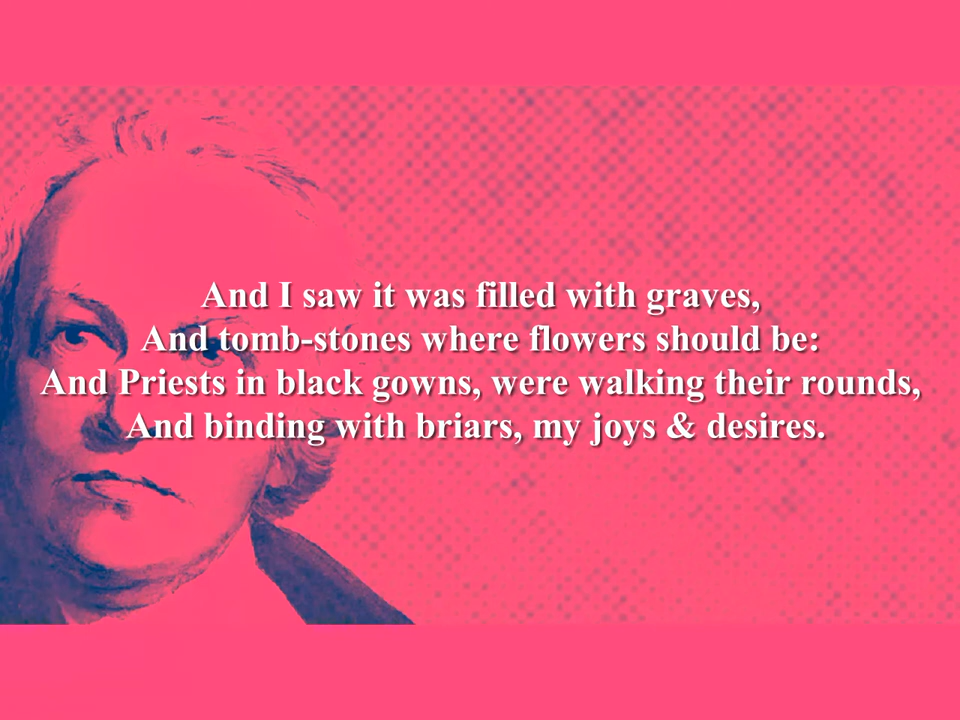 And I saw it was filled with graves,
And tomb-stones where flowers should be:
And Priests in black gowns, were walking their rounds,
And binding with briars, my joys & desires.